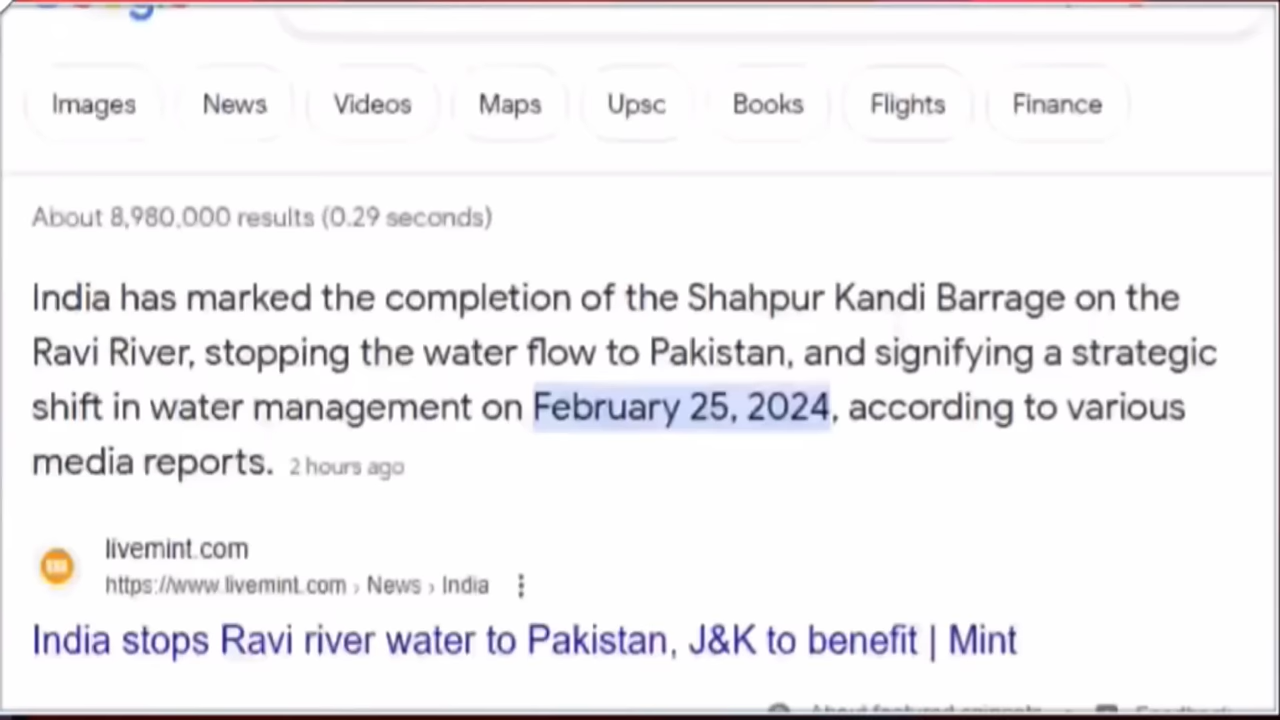 Images News Videos Maps Upsc Books Flights Finance
About 8,980,000 results (0.29 seconds)
India has marked the completion of the Shahpur Kandi Barrage on the
Ravi River, stopping the water flow to Pakistan, and signifying a strategic
shift in water management on February 25, 2024, according to various
media reports. 2 hours ago
livemint.com
https://www.livemint.com › News › India
India stops Ravi river water to Pakistan, J&K to benefit | Mint